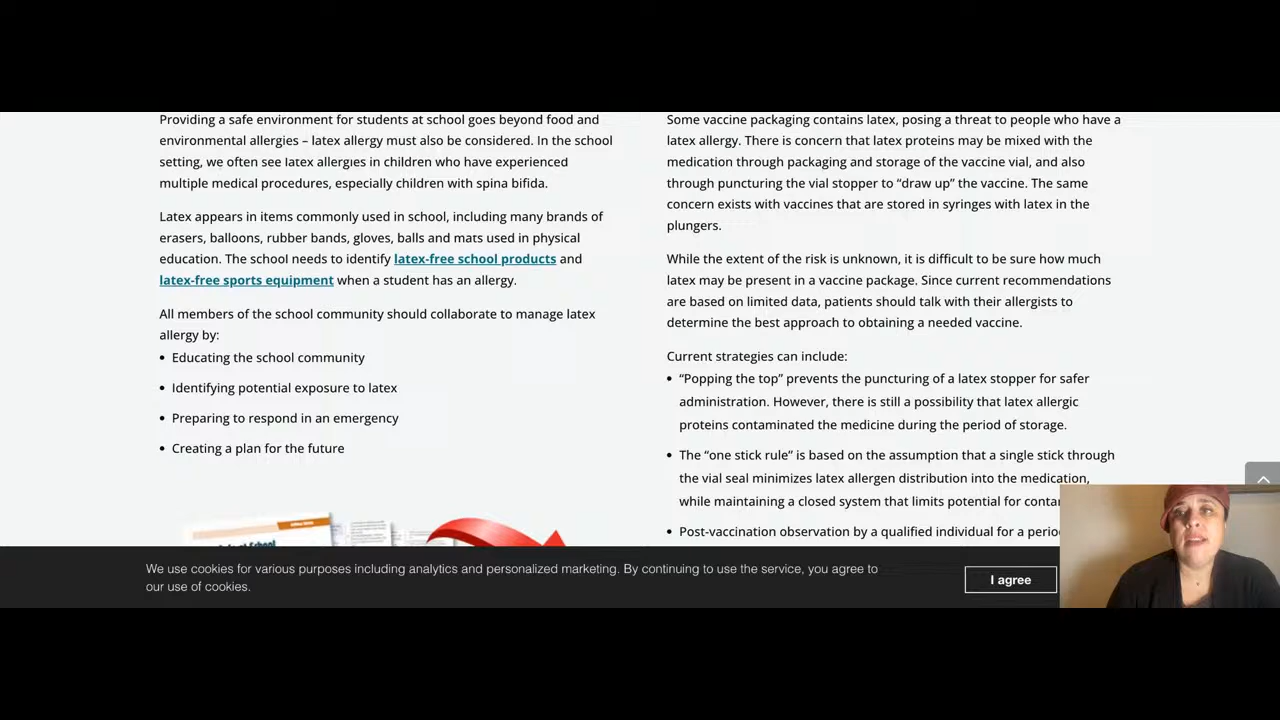 Providing a safe environment for students at school goes beyond food and
environmental allergies – latex allergy must also be considered. In the school
setting, we often see latex allergies in children who have experienced
multiple medical procedures, especially children with spina bifida.
Latex appears in items commonly used in school, including many brands of
erasers, balloons, rubber bands, gloves, balls and mats used in physical
education. The school needs to identify latex-free school products and
latex-free sports equipment when a student has an allergy.
All members of the school community should collaborate to manage latex
allergy by:
• Educating the school community
• Identifying potential exposure to latex
• Preparing to respond in an emergency
• Creating a plan for the future
Some vaccine packaging contains latex, posing a threat to people who have a
latex allergy. There is concern that latex proteins may be mixed with the
medication through packaging and storage of the vaccine vial, and also
through puncturing the vial stopper to “draw up” the vaccine. The same
concern exists with vaccines that are stored in syringes with latex in the
plungers.
While the extent of the risk is unknown, it is difficult to be sure how much
latex may be present in a vaccine package. Since current recommendations
are based on limited data, patients should talk with their allergists to
determine the best approach to obtaining a needed vaccine.
Current strategies can include:
• “Popping the top” prevents the puncturing of a latex stopper for safer
administration. However, there is still a possibility that latex allergic
proteins contaminated the medicine during the period of storage.
• The “one stick rule” is based on the assumption that a single stick through
the vial seal minimizes latex allergen distribution into the medication,
while maintaining a closed system that limits potential for
• Post-vaccination observation by a qualified individual for a
We use cookies for various purposes including analytics and personalized marketing. By continuing to use the service, you agree to
our use of cookies.
I agree